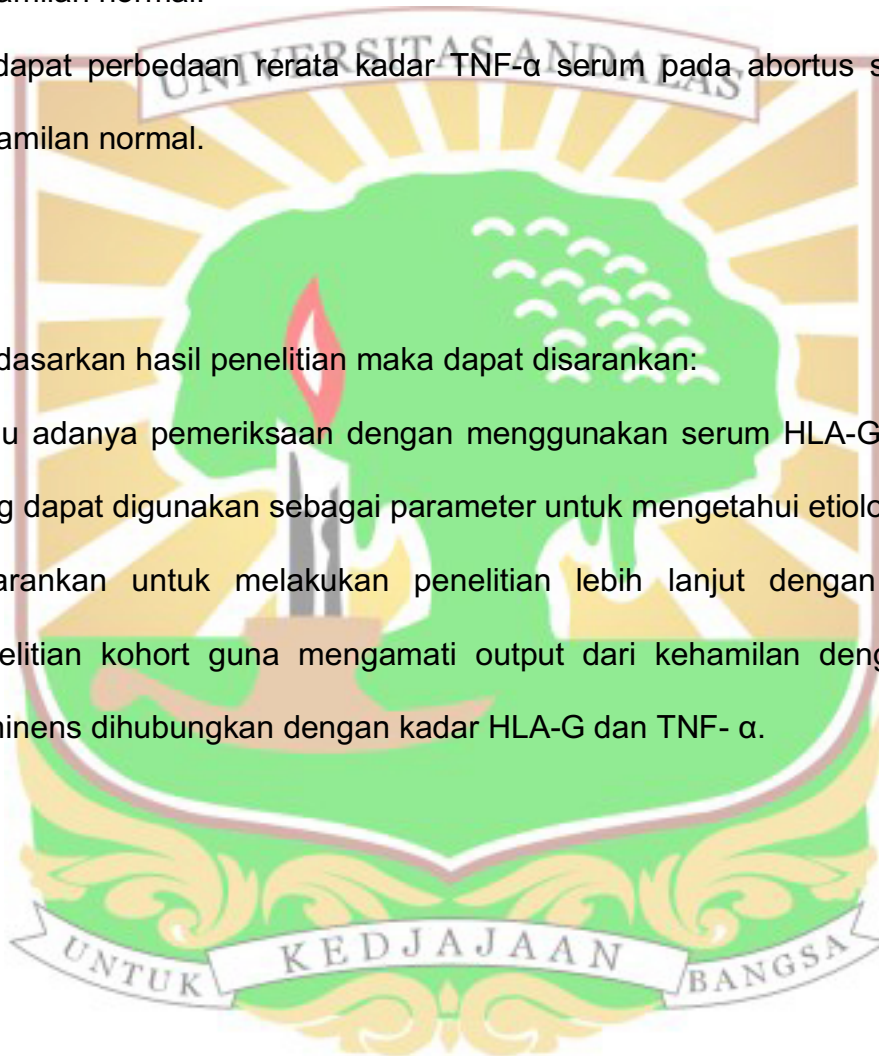 amilan normal.
UNIVERSITAS ANDALAS
dapat perbedaan rerata kadar TNF-α serum pada abortus s
amilan normal.
dasarkan hasil penelitian maka dapat disarankan:
u adanya pemeriksaan dengan menggunakan serum HLA-G
g dapat digunakan sebagai parameter untuk mengetahui etiolo
arankan untuk melakukan penelitian lebih lanjut dengan
elitian kohort guna mengamati output dari kehamilan deng
minens dihubungkan dengan kadar HLA-G dan TNF- α.
UNTUK KEDJAJAAN BANGSA